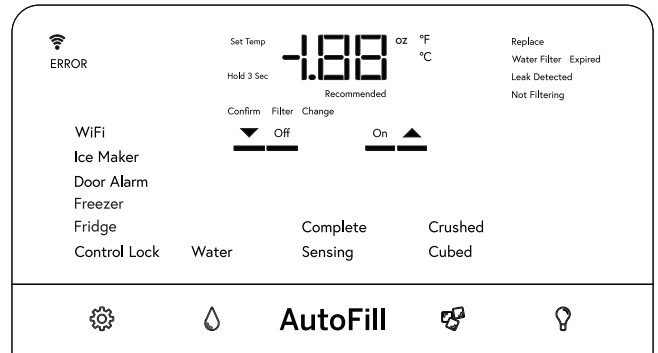 ERROR
Set Temp
Hold 3 Sec
-1.88 oz °F
°C
Recommended
Confirm Filter Change
Off On
Replace
Water Filter Expired
Leak Detected
Not Filtering
WiFi
Ice Maker
Door Alarm
Freezer
Fridge Complete Crushed
Control Lock Water Sensing Cubed
AutoFill